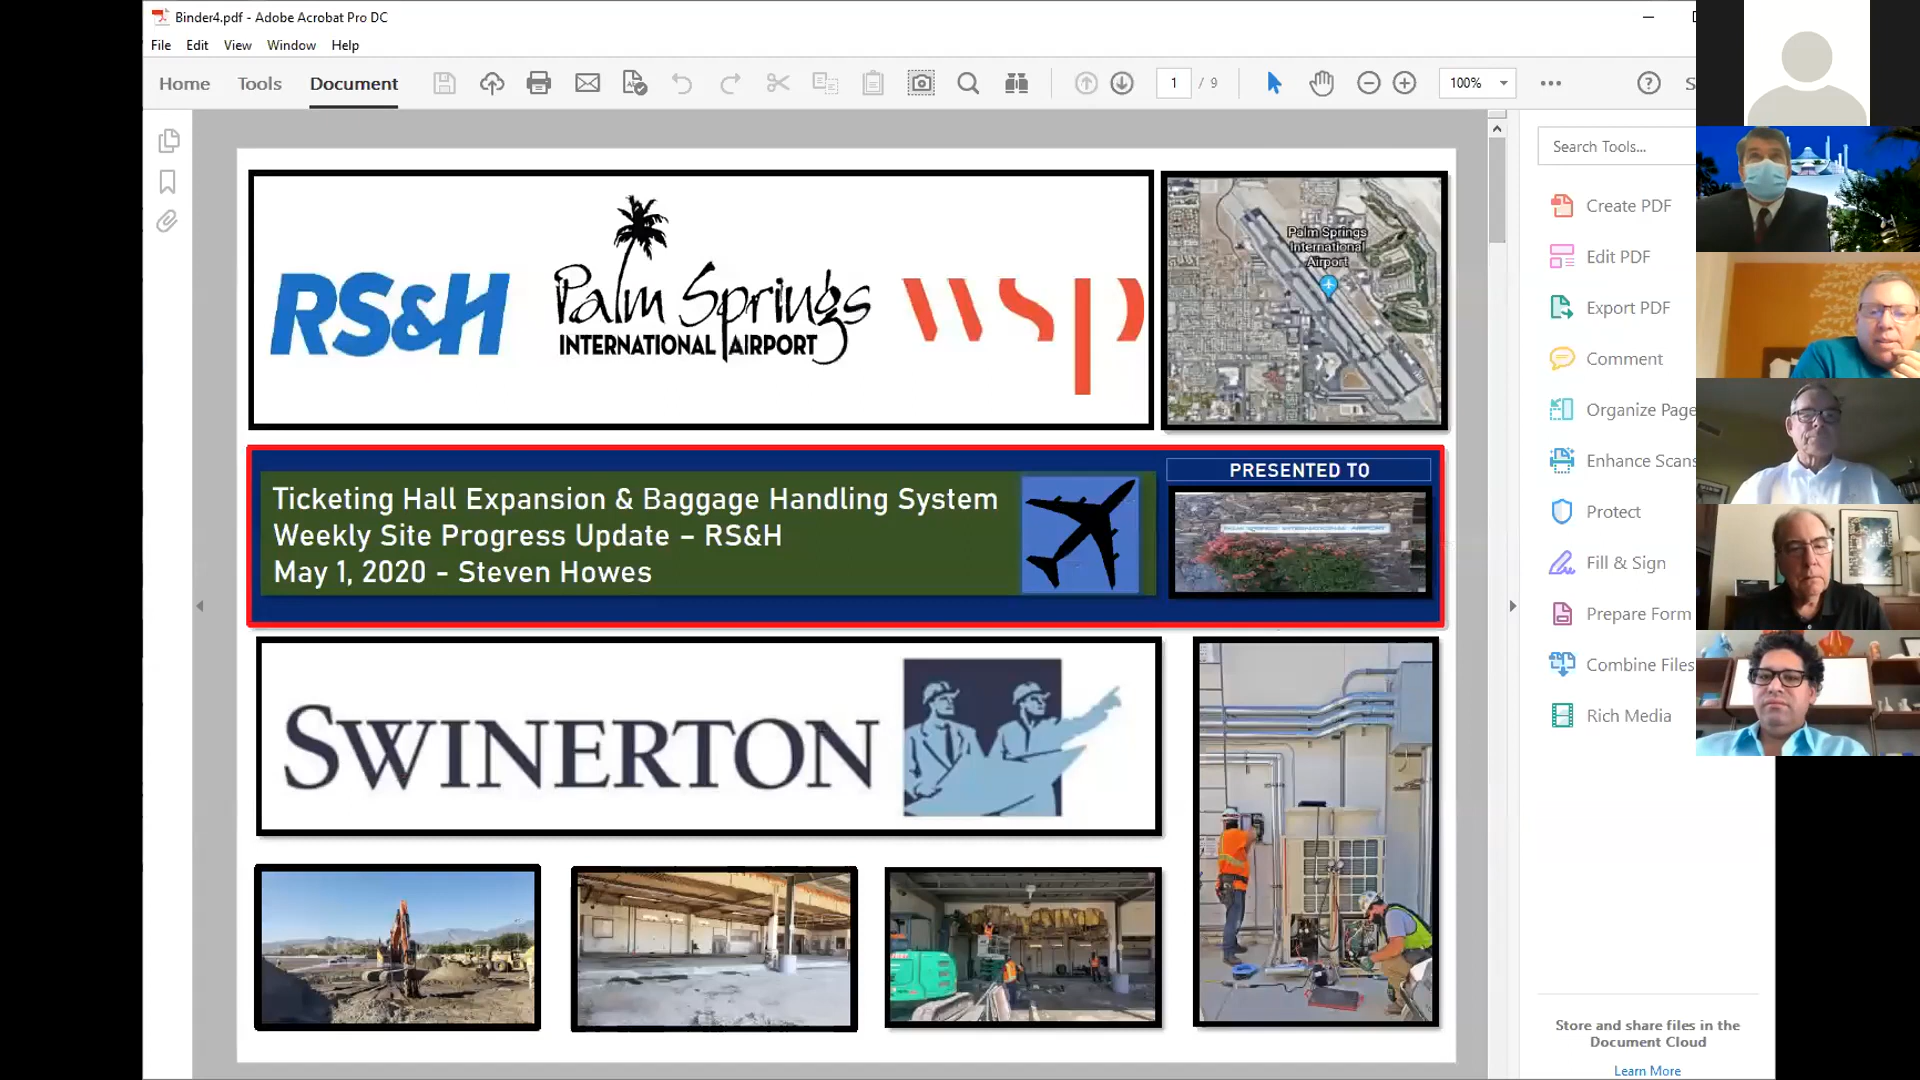 Binder4.pdf - Adobe Acrobat Pro DC
File Edit View Window Help
Home Tools Document
1 / 9
100%
Search Tools...
Create PDF
Edit PDF
Export PDF
Comment
Organize Page
Enhance Scans
Protect
Fill & Sign
Prepare Form
Combine Files
Rich Media
Store and share files in the
Document Cloud
Learn More
RS&H
Palm Springs
INTERNATIONAL AIRPORT
wsp
Palm Springs
International
Airport
Ticketing Hall Expansion & Baggage Handling System
Weekly Site Progress Update – RS&H
May 1, 2020 - Steven Howes
PRESENTED TO
PALM SPRINGS INTERNATIONAL AIRPORT
SWINERTON